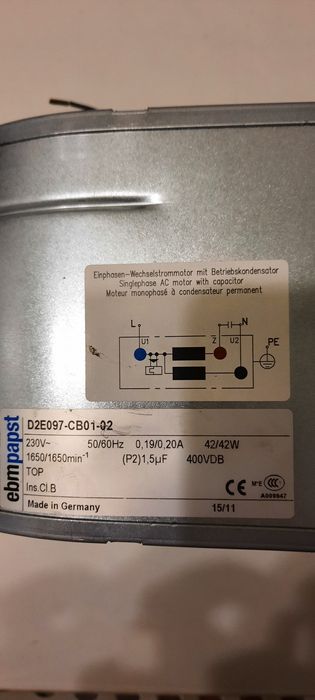 Einphasen-Wechselstrommotor mit Betriebskondensator
Singlephase AC motor with capacitor
Moteur monophasé à condensateur permanent
L N
U1 Z U2 PE
ebmpapst
D2E097-CB01-02
230V~ 50/60Hz 0,19/0,20A 42/42W
1650/1650min⁻¹ (P2)1,5µF 400VDB
TOP
Ins.Cl.B
CE M&E CCC
A009947
Made in Germany 15/11